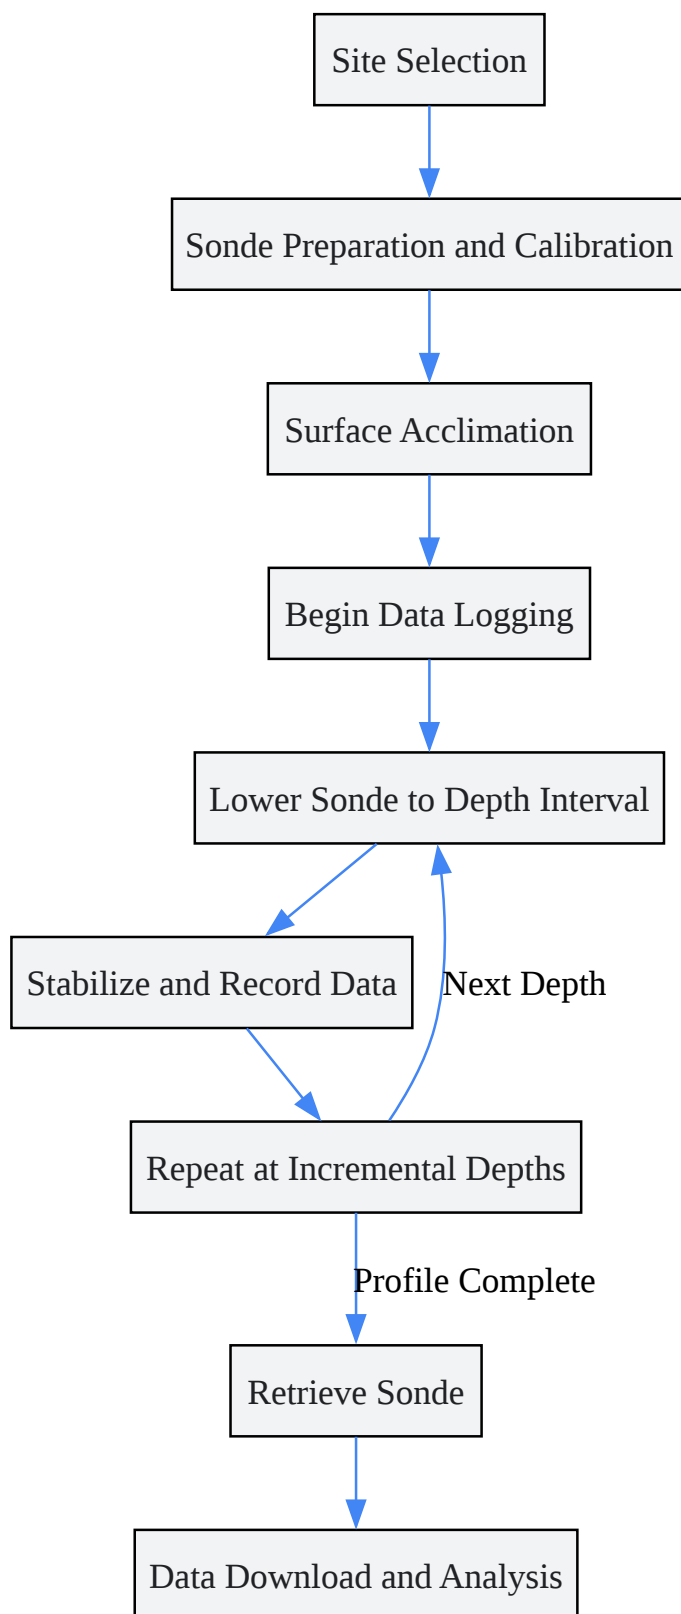 Site Selection
Sonde Preparation and Calibration
Surface Acclimation
Begin Data Logging
Lower Sonde to Depth Interval
Stabilize and Record Data
Next Depth
Repeat at Incremental Depths
Profile Complete
Retrieve Sonde
Data Download and Analysis